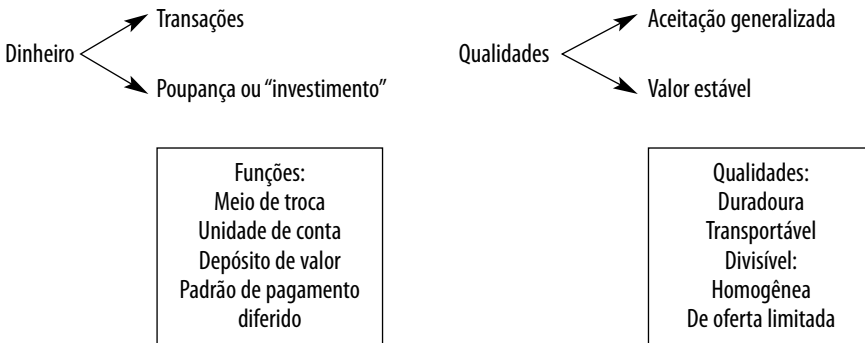 Dinheiro
Transações
Poupança ou “investimento”
Qualidades
Aceitação generalizada
Valor estável
Funções:
Meio de troca
Unidade de conta
Depósito de valor
Padrão de pagamento
diferido
Qualidades:
Duradoura
Transportável
Divisível:
Homogênea
De oferta limitada